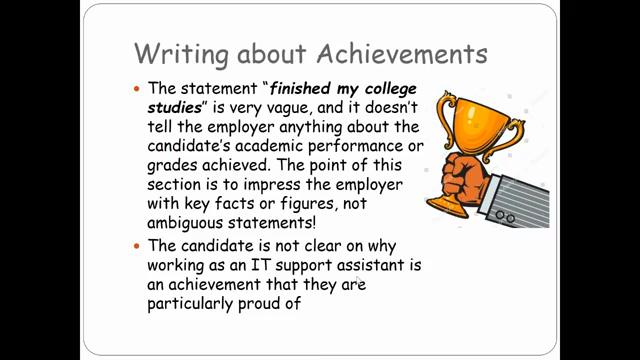 Writing about Achievements
• The statement “finished my college
studies” is very vague, and it doesn’t
tell the employer anything about the
candidate’s academic performance or
grades achieved. The point of this
section is to impress the employer
with key facts or figures, not
ambiguous statements!
• The candidate is not clear on why
working as an IT support assistant is
an achievement that they are
particularly proud of